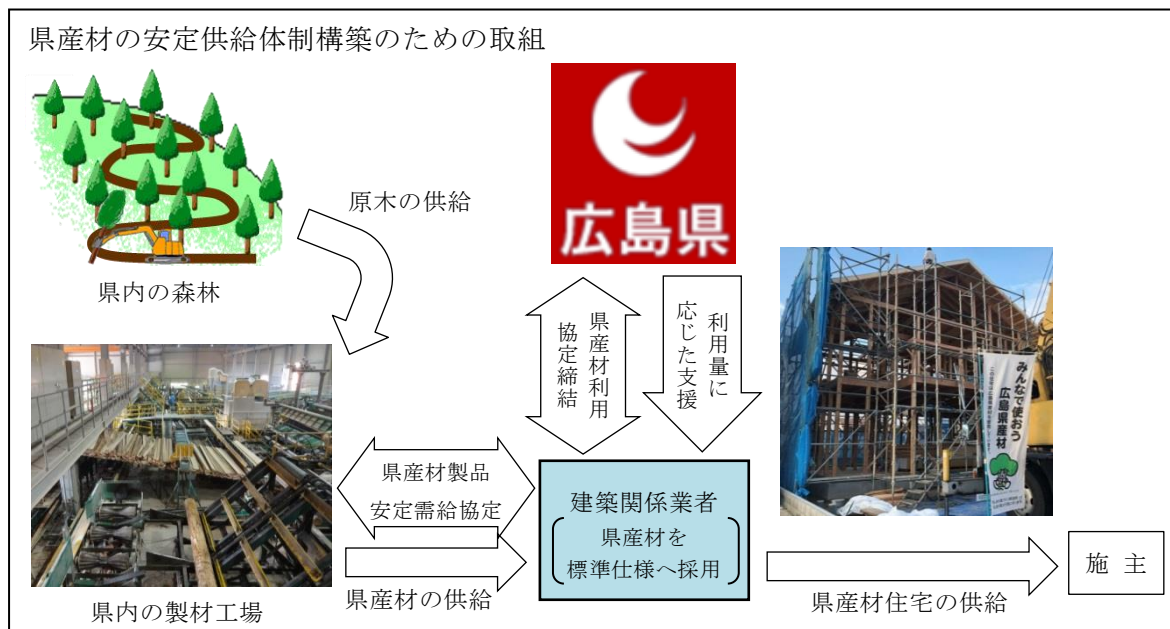 県産材の安定供給体制構築のための取組
広島県
原木の供給
県内の森林
県産材利用
協定締結
利用量に
応じた支援
みんなで使おう
広島県産材
県産材製品
安定需給協定
建築関係業者
県産材を
標準仕様へ採用
県内の製材工場
県産材の供給
県産材住宅の供給
施主